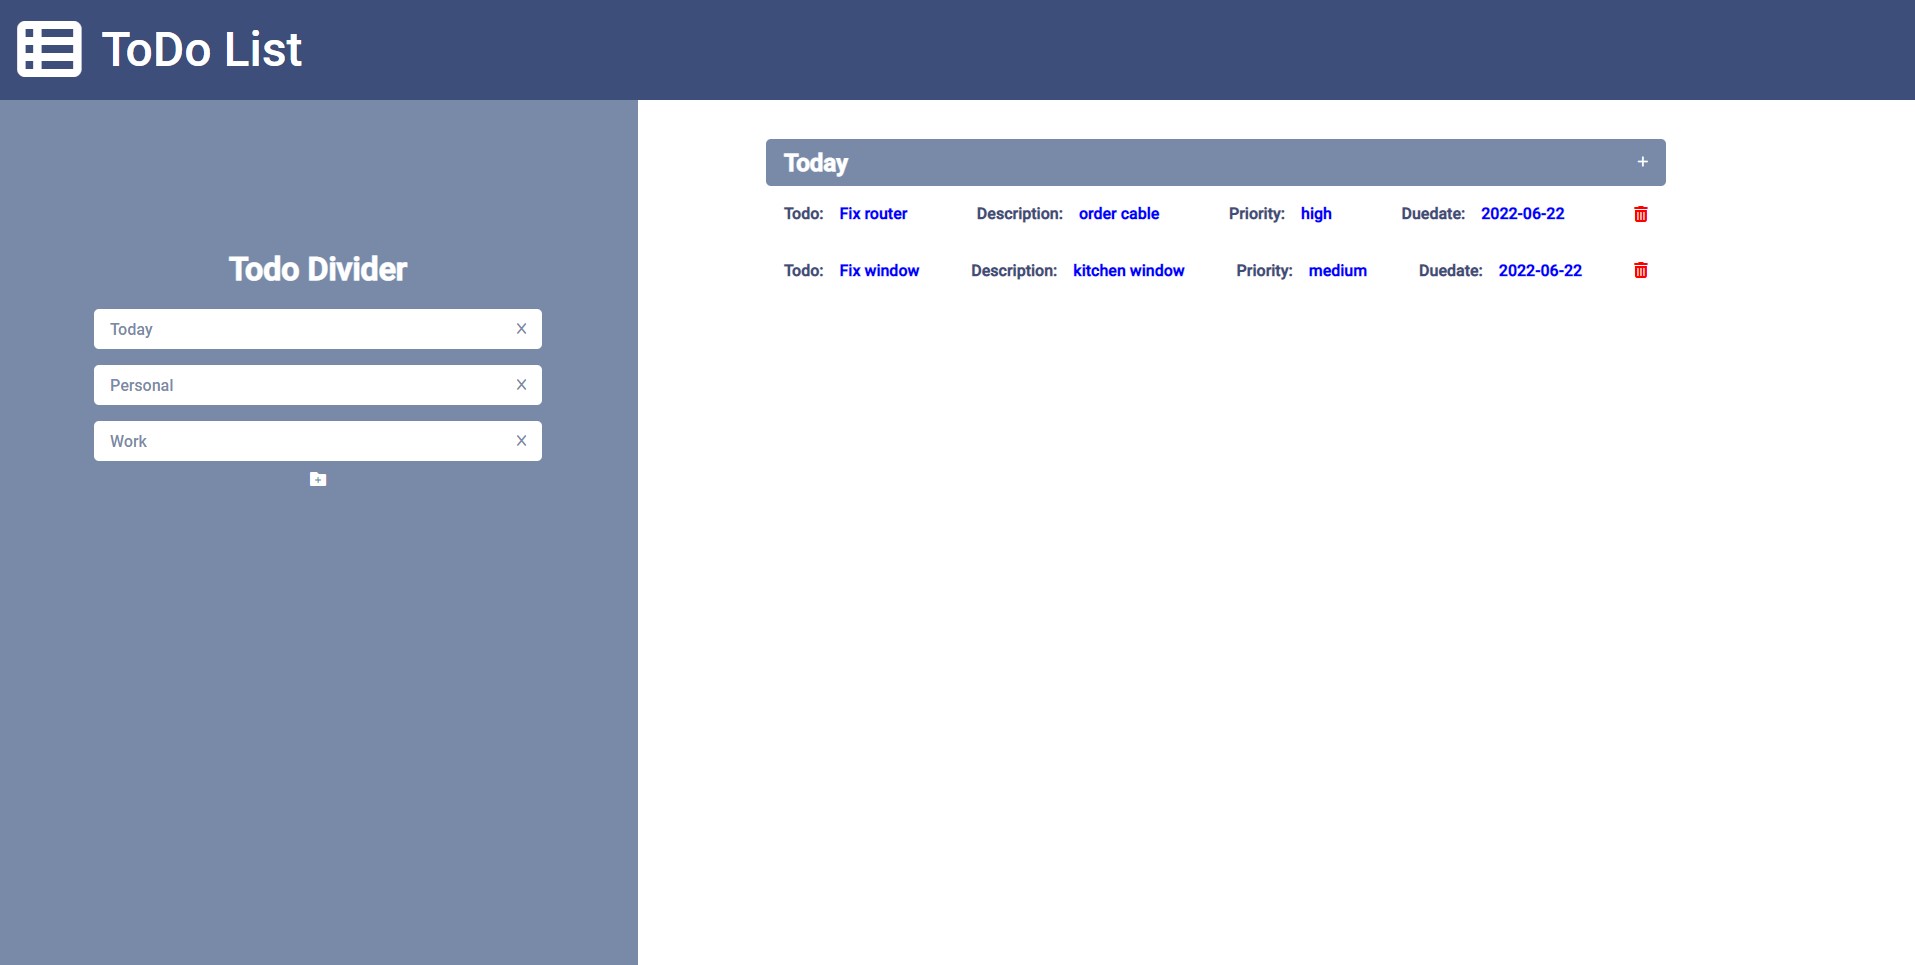 ToDo List
Todo Divider
Today X
Personal X
Work X
Today +
Todo: Fix router Description: order cable Priority: high Duedate: 2022-06-22
Todo: Fix window Description: kitchen window Priority: medium Duedate: 2022-06-22